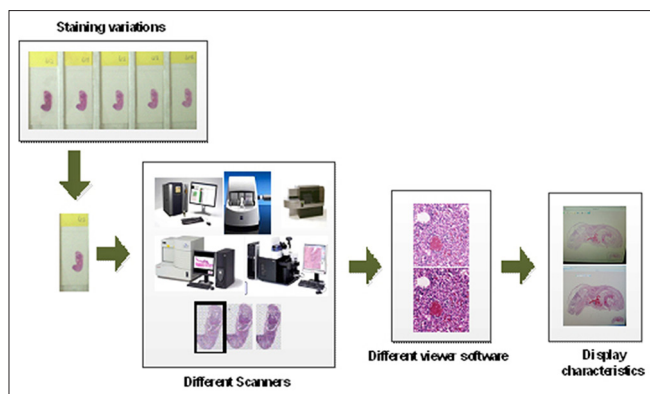 Staining variations
Different Scanners
Different viewer software
Display
characteristics